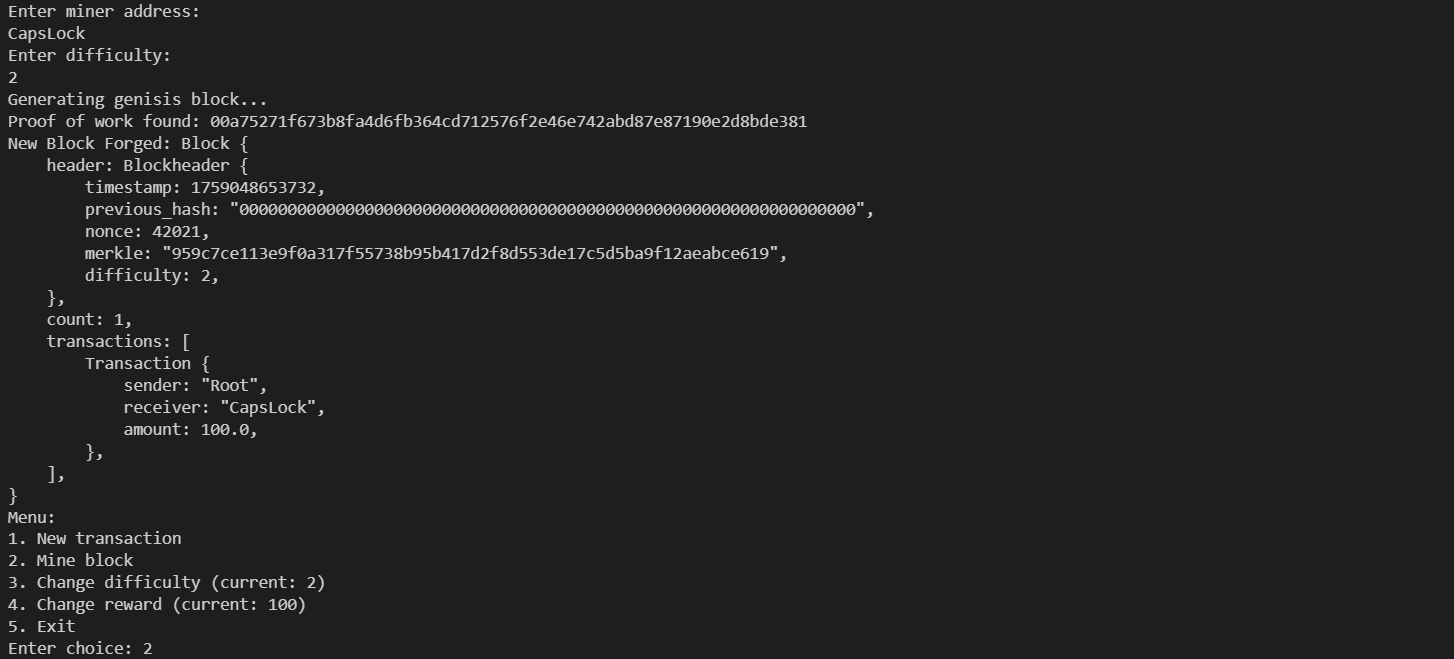 Enter miner address:
CapsLock
Enter difficulty:
2
Generating genisis block...
Proof of work found: 00a75271f673b8fa4d6fb364cd712576f2e46e742abd87e87190e2d8bde381
New Block Forged: Block {
    header: Blockheader {
        timestamp: 1759048653732,
        previous_hash: "0000000000000000000000000000000000000000000000000000000000000000",
        nonce: 42021,
        merkle: "959c7ce113e9f0a317f55738b95b417d2f8d553de17c5d5ba9f12aeabce619",
        difficulty: 2,
    },
    count: 1,
    transactions: [
        Transaction {
            sender: "Root",
            receiver: "CapsLock",
            amount: 100.0,
        },
    ],
}
Menu:
1. New transaction
2. Mine block
3. Change difficulty (current: 2)
4. Change reward (current: 100)
5. Exit
Enter choice: 2